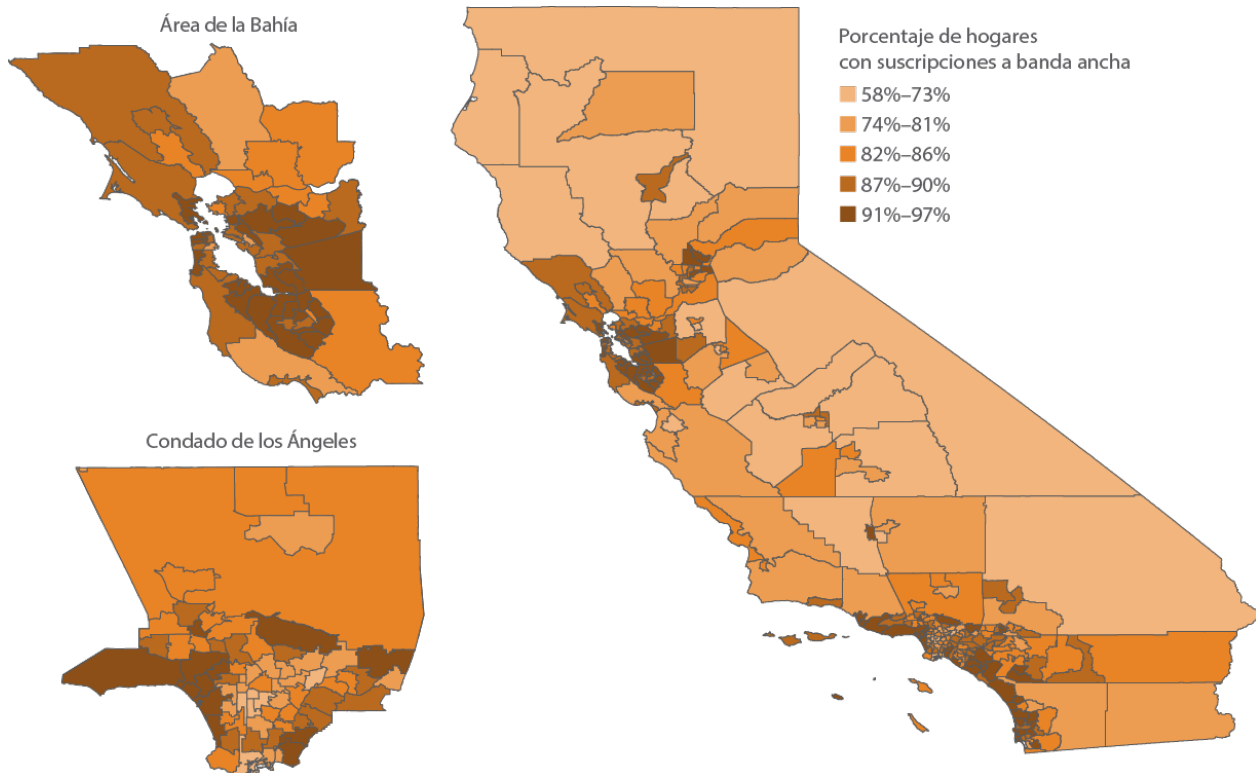 Área de la Bahía
Condado de los Ángeles
Porcentaje de hogares
con suscripciones a banda ancha
58%–73%
74%–81%
82%–86%
87%–90%
91%–97%